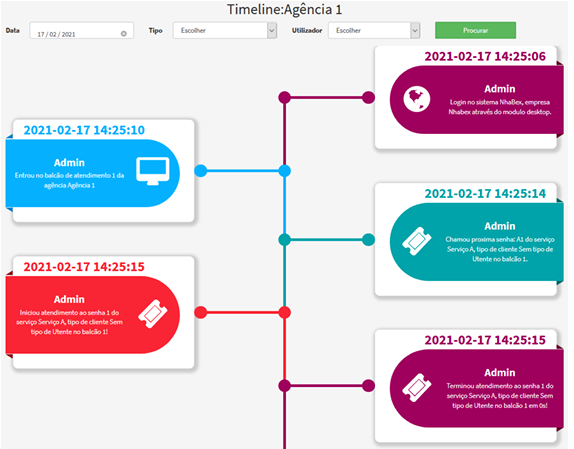 Timeline:Agência 1
Data
17 / 02 / 2021
Tipo
Escolher
Utilizador
Escolher
Procurar
2021-02-17 14:25:06
Admin
Login no sistema NhaBex, empresa
Nhabex através do modulo desktop.
2021-02-17 14:25:10
Admin
Entrou no balcão de atendimento 1 da
agência Agência 1
2021-02-17 14:25:14
Admin
Chamou proxima senha: A1 do serviço
Serviço A, tipo de cliente Sem tipo de
Utente no balcão 1.
2021-02-17 14:25:15
Admin
Iniciou atendimento ao senha 1 do
serviço Serviço A, tipo de cliente Sem
tipo de Utente no balcão 1!
2021-02-17 14:25:15
Admin
Terminou atendimento ao senha 1 do
serviço Serviço A, tipo de cliente Sem
tipo de Utente no balcão 1 em 0s!